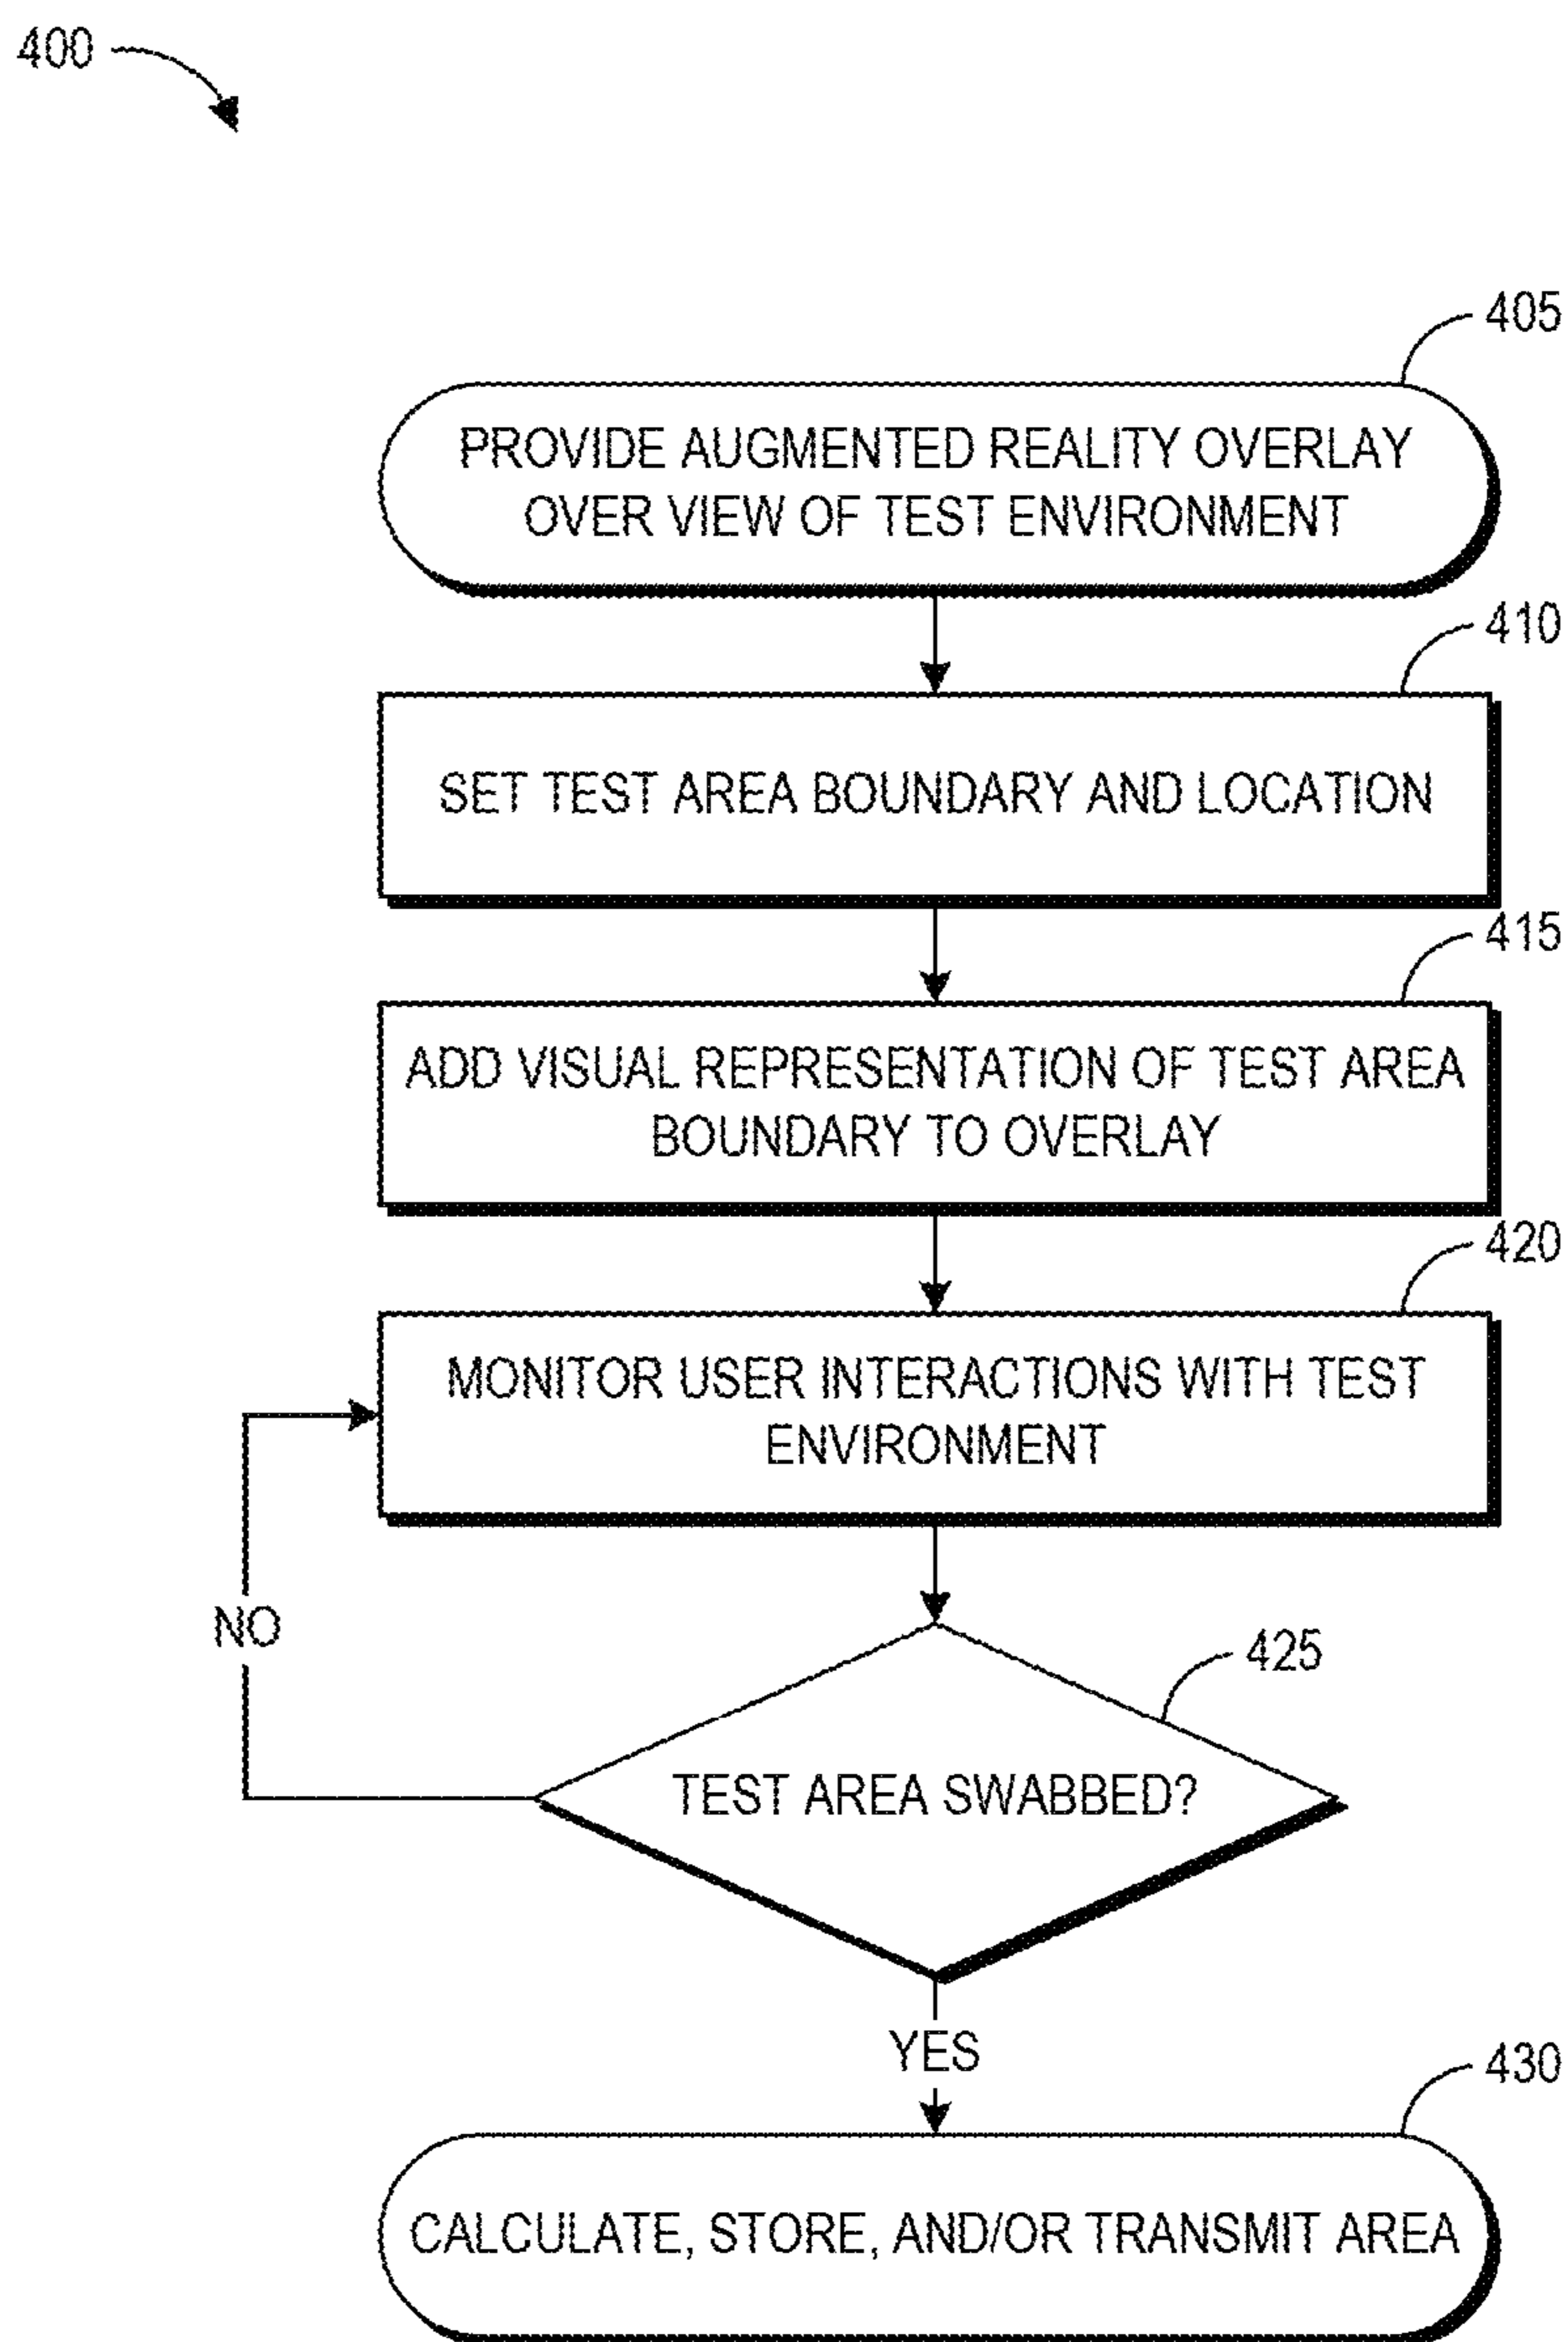 400
405
PROVIDE AUGMENTED REALITY OVERLAY
OVER VIEW OF TEST ENVIRONMENT
410
SET TEST AREA BOUNDARY AND LOCATION
415
ADD VISUAL REPRESENTATION OF TEST AREA
BOUNDARY TO OVERLAY
420
MONITOR USER INTERACTIONS WITH TEST
ENVIRONMENT
NO
425
TEST AREA SWABBED?
YES
430
CALCULATE, STORE, AND/OR TRANSMIT AREA